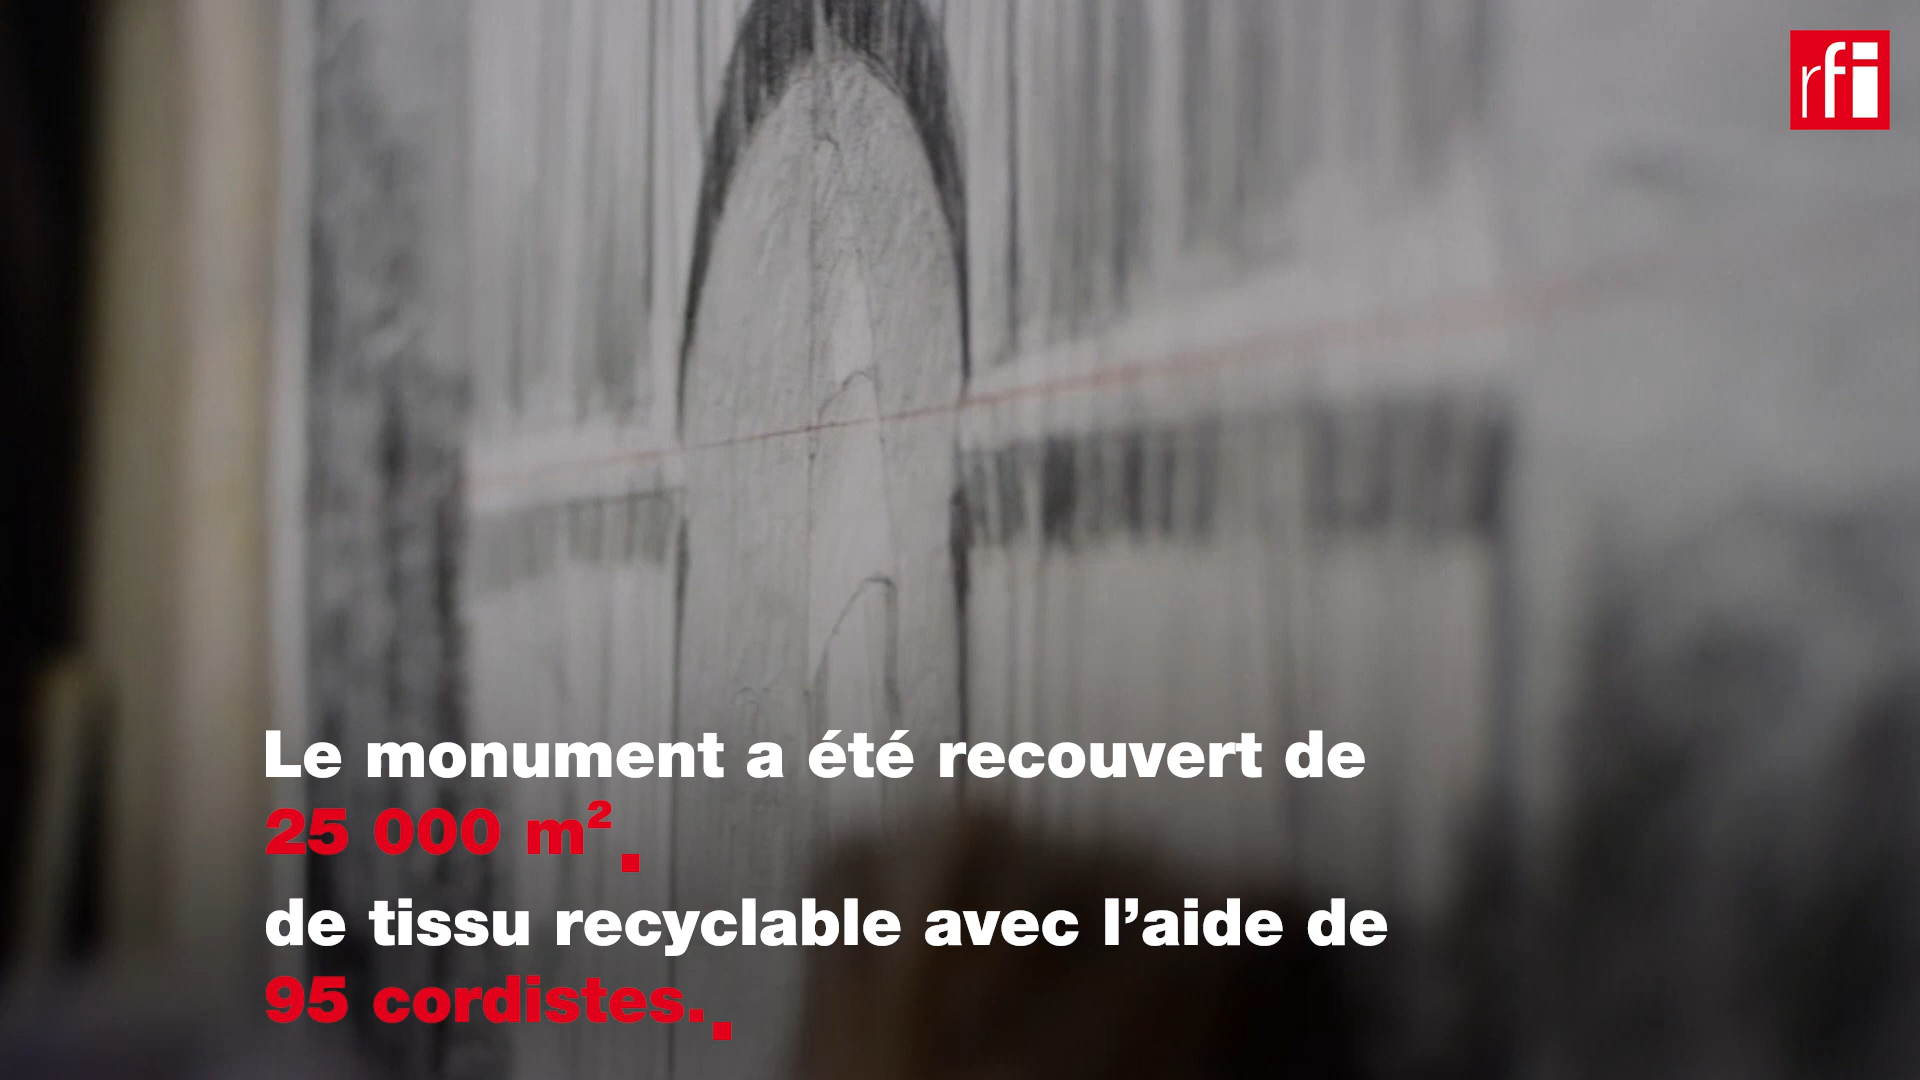 rfi
Le monument a été recouvert de
25 000 m².
de tissu recyclable avec l’aide de
95 cordistes..